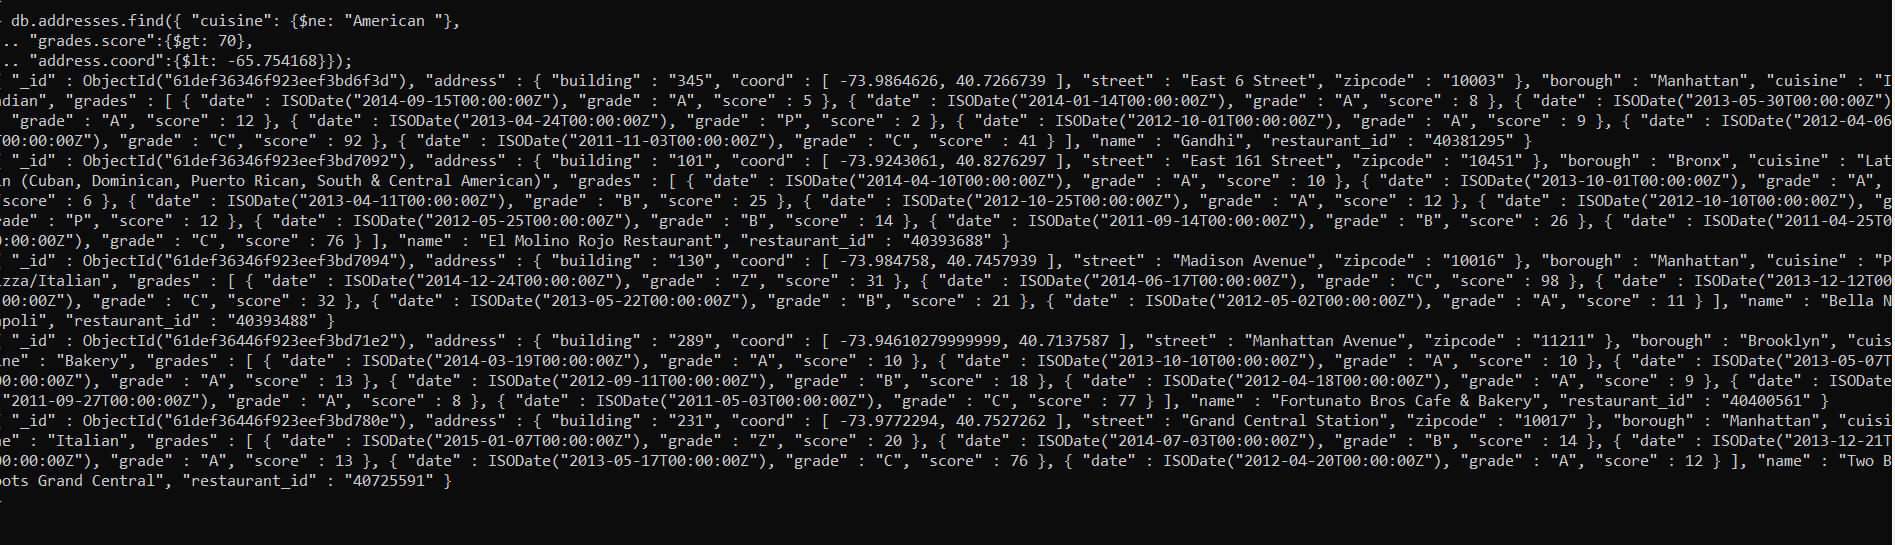 > db.addresses.find({ "cuisine": {$ne: "American "},
.. "grades.score":{$gt: 70},
.. "address.coord":{$lt: -65.754168}});
"_id" : ObjectId("61def36346f923eef3bd6f3d"), "address" : { "building" : "345", "coord" : [ -73.9864626, 40.7266739 ], "street" : "East 6 Street", "zipcode" : "10003" }, "borough" : "Manhattan", "cuisine" : "I
ndian", "grades" : [ { "date" : ISODate("2014-09-15T00:00:00Z"), "grade" : "A", "score" : 5 }, { "date" : ISODate("2014-01-14T00:00:00Z"), "grade" : "A", "score" : 8 }, { "date" : ISODate("2013-05-30T00:00:00Z")
"grade" : "A", "score" : 12 }, { "date" : ISODate("2013-04-24T00:00:00Z"), "grade" : "P", "score" : 2 }, { "date" : ISODate("2012-10-01T00:00:00Z"), "grade" : "A", "score" : 9 }, { "date" : ISODate("2012-04-06
T00:00:00Z"), "grade" : "C", "score" : 92 }, { "date" : ISODate("2011-11-03T00:00:00Z"), "grade" : "C", "score" : 41 } ], "name" : "Gandhi", "restaurant_id" : "40381295" }
"_id" : ObjectId("61def36346f923eef3bd7092"), "address" : { "building" : "101", "coord" : [ -73.9243061, 40.8276297 ], "street" : "East 161 Street", "zipcode" : "10451" }, "borough" : "Bronx", "cuisine" : "Lat
in (Cuban, Dominican, Puerto Rican, South & Central American)", "grades" : [ { "date" : ISODate("2014-04-10T00:00:00Z"), "grade" : "A", "score" : 10 }, { "date" : ISODate("2013-10-01T00:00:00Z"), "grade" : "A",
"score" : 6 }, { "date" : ISODate("2013-04-11T00:00:00Z"), "grade" : "B", "score" : 25 }, { "date" : ISODate("2012-10-25T00:00:00Z"), "grade" : "A", "score" : 12 }, { "date" : ISODate("2012-10-10T00:00:00Z"), "g
rade" : "P", "score" : 12 }, { "date" : ISODate("2012-05-25T00:00:00Z"), "grade" : "B", "score" : 14 }, { "date" : ISODate("2011-09-14T00:00:00Z"), "grade" : "B", "score" : 26 }, { "date" : ISODate("2011-04-25T0
0:00:00Z"), "grade" : "C", "score" : 76 } ], "name" : "El Molino Rojo Restaurant", "restaurant_id" : "40393688" }
"_id" : ObjectId("61def36346f923eef3bd7094"), "address" : { "building" : "130", "coord" : [ -73.984758, 40.7457939 ], "street" : "Madison Avenue", "zipcode" : "10016" }, "borough" : "Manhattan", "cuisine" : "P
izza/Italian", "grades" : [ { "date" : ISODate("2014-12-24T00:00:00Z"), "grade" : "Z", "score" : 31 }, { "date" : ISODate("2014-06-17T00:00:00Z"), "grade" : "C", "score" : 98 }, { "date" : ISODate("2013-12-12T00
:00:00Z"), "grade" : "C", "score" : 32 }, { "date" : ISODate("2013-05-22T00:00:00Z"), "grade" : "B", "score" : 21 }, { "date" : ISODate("2012-05-02T00:00:00Z"), "grade" : "A", "score" : 11 } ], "name" : "Bella N
apoli", "restaurant_id" : "40393488" }
"_id" : ObjectId("61def36446f923eef3bd71e2"), "address" : { "building" : "289", "coord" : [ -73.94610279999999, 40.7137587 ], "street" : "Manhattan Avenue", "zipcode" : "11211" }, "borough" : "Brooklyn", "cuis
ine" : "Bakery", "grades" : [ { "date" : ISODate("2014-03-19T00:00:00Z"), "grade" : "A", "score" : 10 }, { "date" : ISODate("2013-10-10T00:00:00Z"), "grade" : "A", "score" : 10 }, { "date" : ISODate("2013-05-07T
00:00:00Z"), "grade" : "A", "score" : 13 }, { "date" : ISODate("2012-09-11T00:00:00Z"), "grade" : "B", "score" : 18 }, { "date" : ISODate("2012-04-18T00:00:00Z"), "grade" : "A", "score" : 9 }, { "date" : ISODate
("2011-09-27T00:00:00Z"), "grade" : "A", "score" : 8 }, { "date" : ISODate("2011-05-03T00:00:00Z"), "grade" : "C", "score" : 77 } ], "name" : "Fortunato Bros Cafe & Bakery", "restaurant_id" : "40400561" }
"_id" : ObjectId("61def36446f923eef3bd780e"), "address" : { "building" : "231", "coord" : [ -73.9772294, 40.7527262 ], "street" : "Grand Central Station", "zipcode" : "10017" }, "borough" : "Manhattan", "cuisi
ne" : "Italian", "grades" : [ { "date" : ISODate("2015-01-07T00:00:00Z"), "grade" : "Z", "score" : 20 }, { "date" : ISODate("2014-07-03T00:00:00Z"), "grade" : "B", "score" : 14 }, { "date" : ISODate("2013-12-21T
00:00:00Z"), "grade" : "A", "score" : 13 }, { "date" : ISODate("2013-05-17T00:00:00Z"), "grade" : "C", "score" : 76 }, { "date" : ISODate("2012-04-20T00:00:00Z"), "grade" : "A", "score" : 12 } ], "name" : "Two B
oots Grand Central", "restaurant_id" : "40725591" }